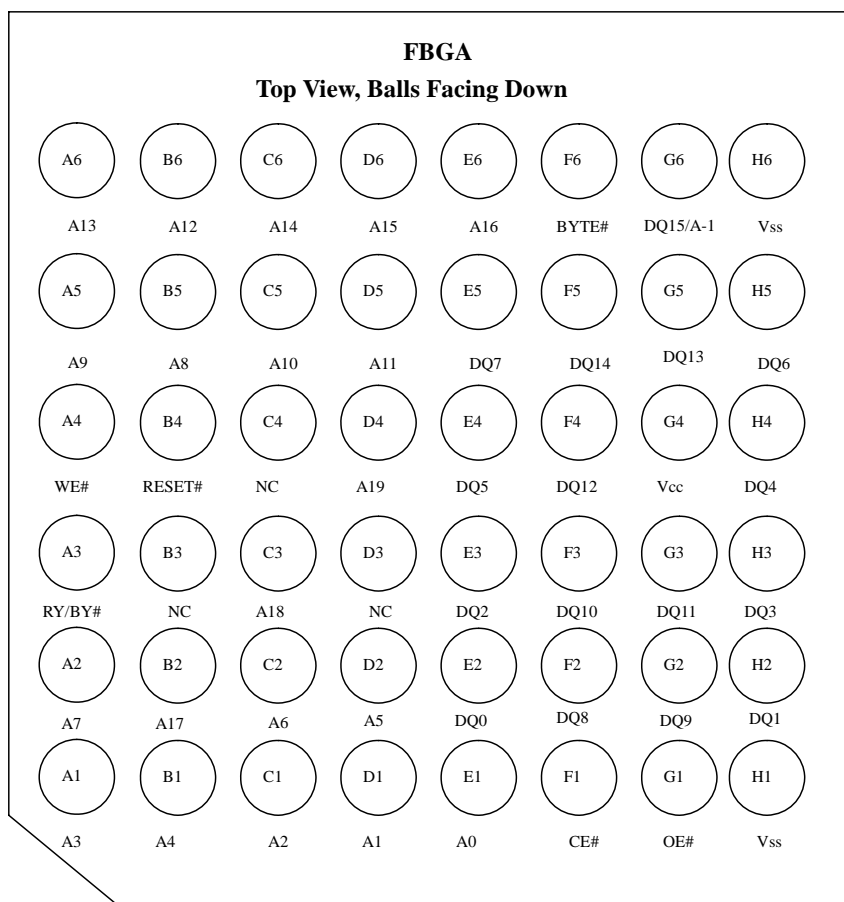 FBGA
Top View, Balls Facing Down
A6 B6 C6 D6 E6 F6 G6 H6
A13 A12 A14 A15 A16 BYTE# DQ15/A-1 Vss
A5 B5 C5 D5 E5 F5 G5 H5
A9 A8 A10 A11 DQ7 DQ14 DQ13 DQ6
A4 B4 C4 D4 E4 F4 G4 H4
WE# RESET# NC A19 DQ5 DQ12 Vcc DQ4
A3 B3 C3 D3 E3 F3 G3 H3
RY/BY# NC A18 NC DQ2 DQ10 DQ11 DQ3
A2 B2 C2 D2 E2 F2 G2 H2
A7 A17 A6 A5 DQ0 DQ8 DQ9 DQ1
A1 B1 C1 D1 E1 F1 G1 H1
A3 A4 A2 A1 A0 CE# OE# Vss